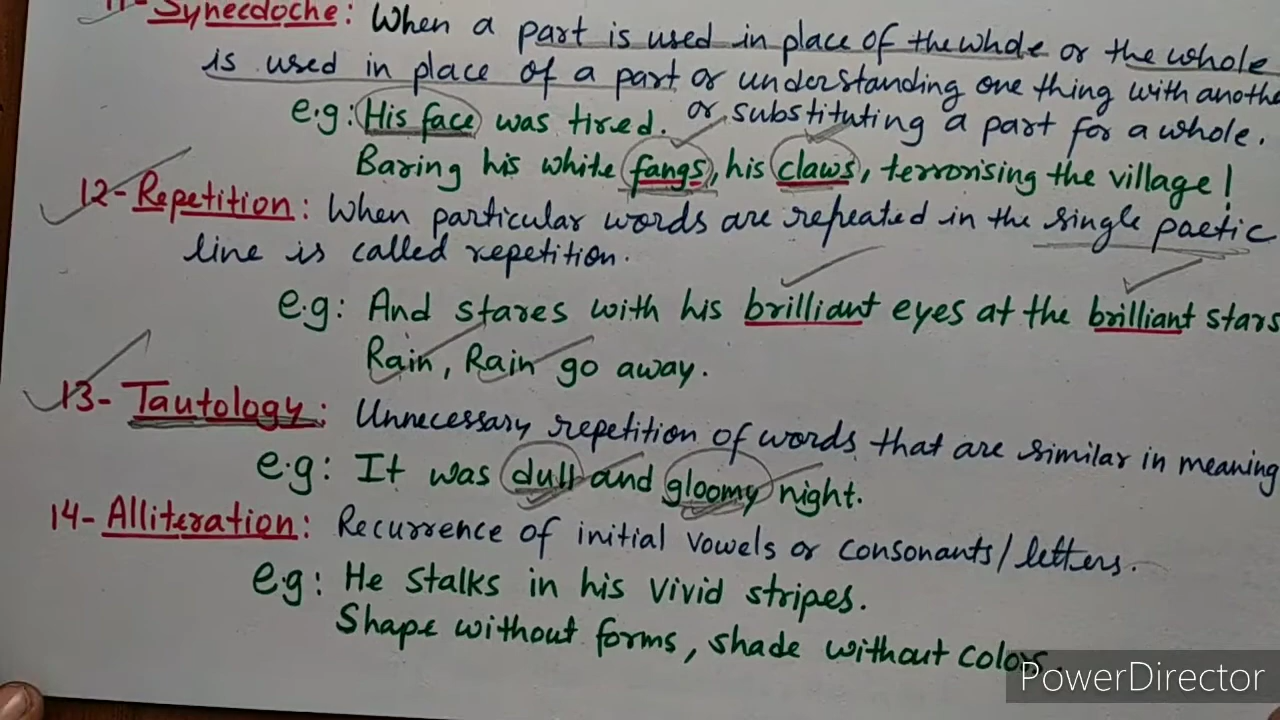 11- Synecdoche: When a part is used in place of the whole or the whole
is used in place of a part or understanding one thing with anothe
e.g: His face was tired. or substituting a part for a whole.
Baring his white fangs, his claws, terrorising the village!
12- Repetition: When particular words are repeated in the single poetic
line is called repetition.
e.g: And stares with his brilliant eyes at the brilliant stars
Rain, Rain go away.
13- Tautology: Unnecessary repetition of words that are similar in meaning
e.g: It was dull and gloomy night.
14- Alliteration: Recurrence of initial vowels or consonants/letters.
e.g: He stalks in his vivid stripes.
Shape without forms, shade without colors.
PowerDirector